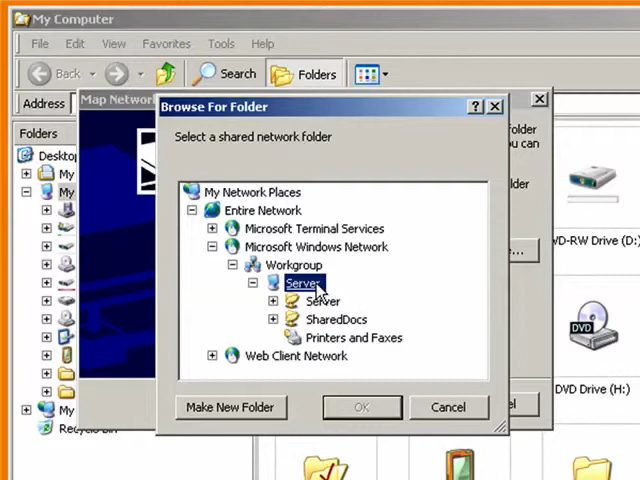 My Computer
File Edit View Favorites Tools Help
Back Search Folders
Address
Map Network
Browse For Folder
Select a shared network folder
Folders
Desktop
My
My
My
Recycle Bin
My Network Places
Entire Network
Microsoft Terminal Services
Microsoft Windows Network
Workgroup
Server
Server
SharedDocs
Printers and Faxes
Web Client Network
Make New Folder OK Cancel
folder
ou can
lder
...
el
VD-RW Drive (D:)
DVD
DVD Drive (H:)